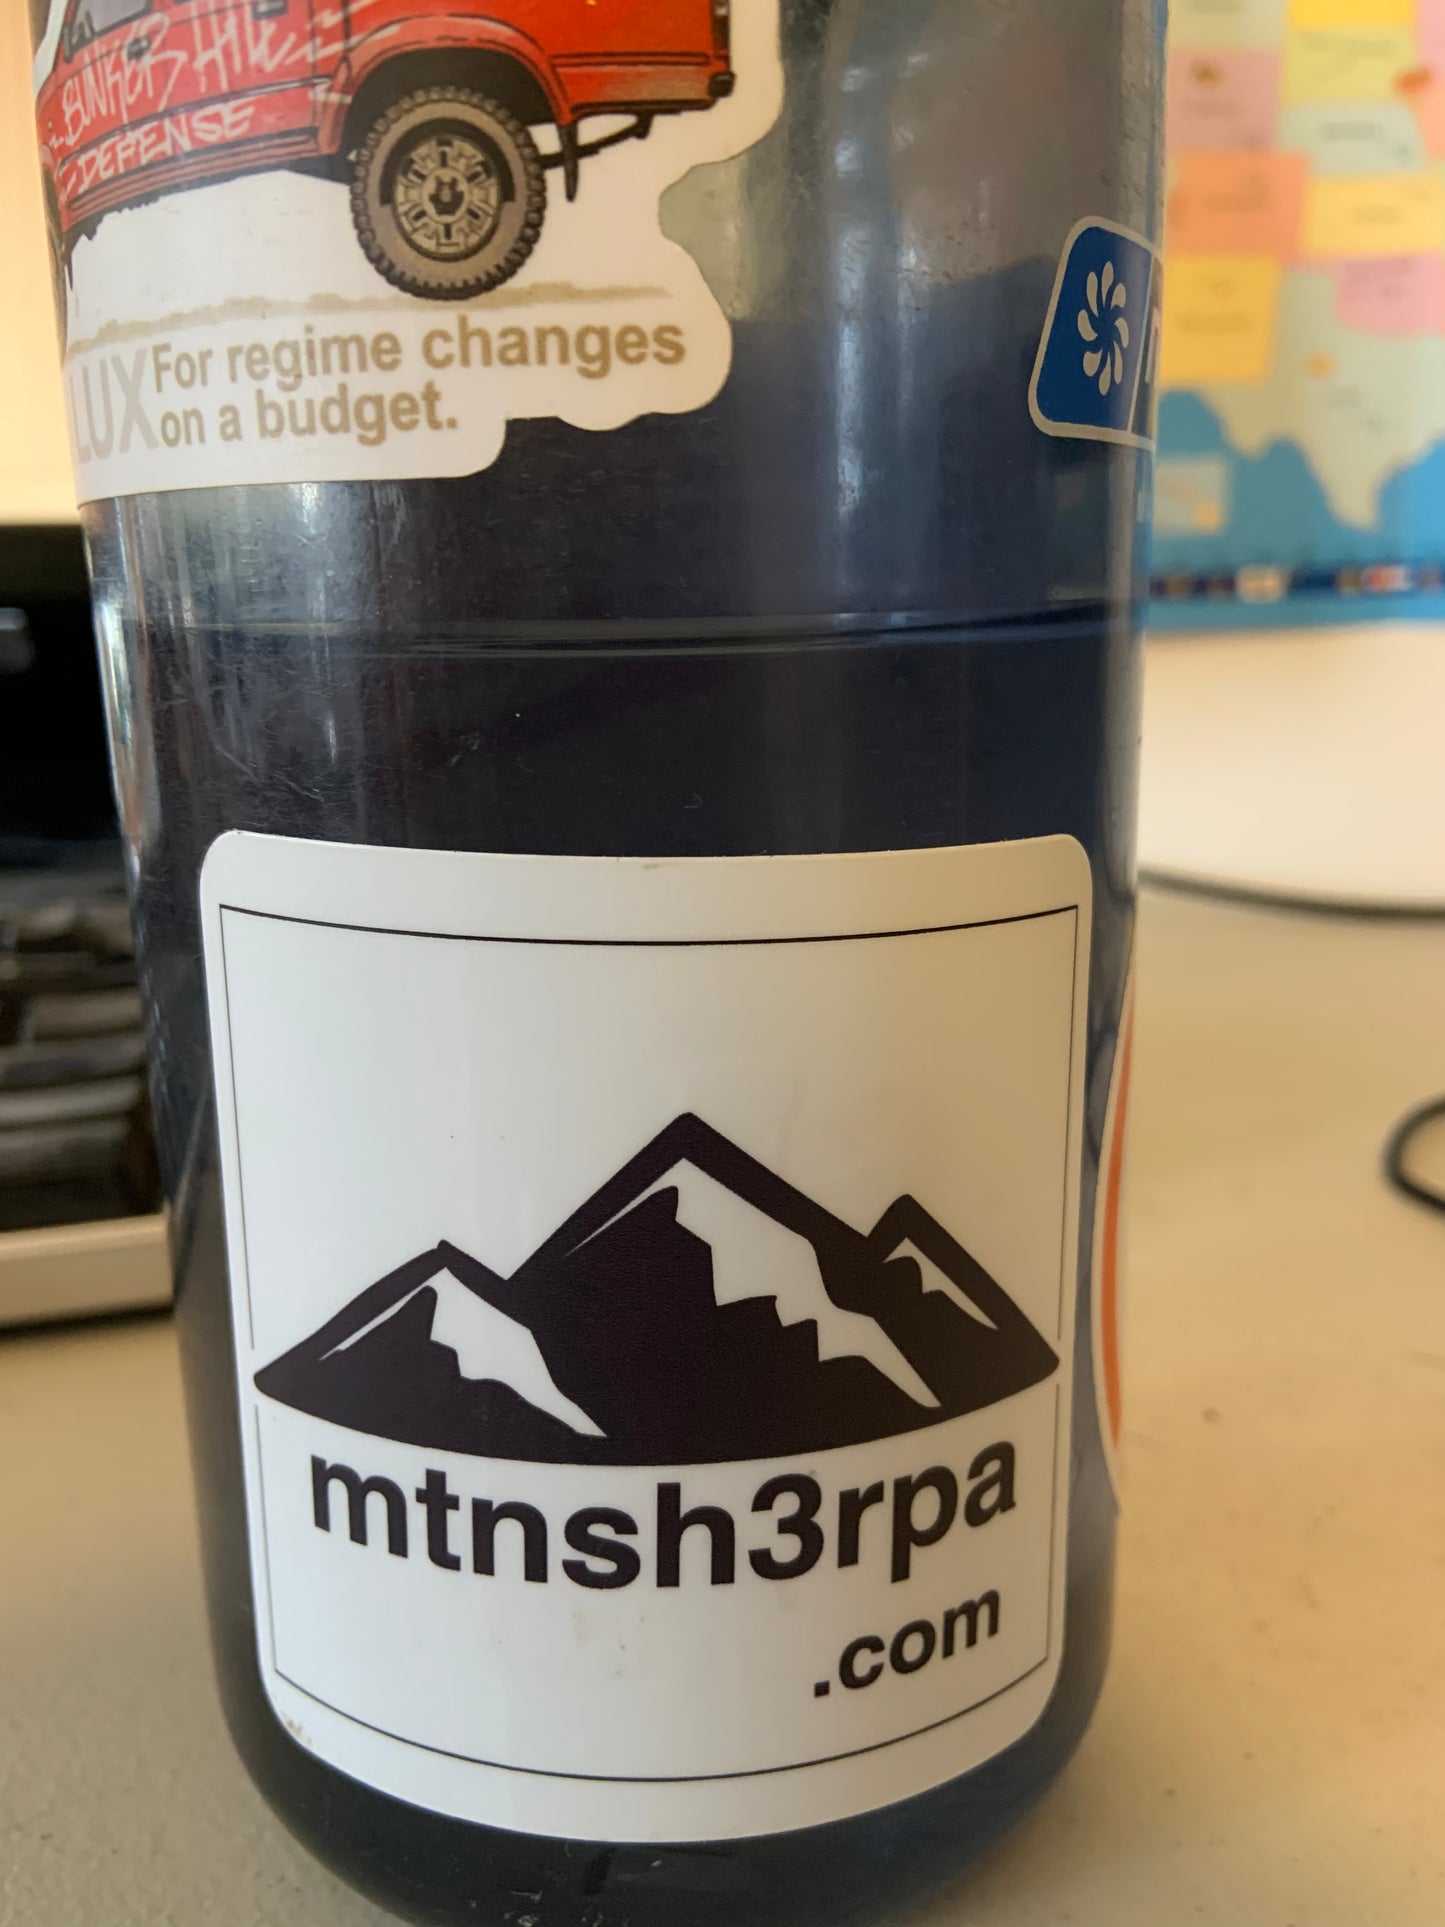 BUNKER HILL
DEFENSE
LUX
For regime changes
on a budget.
mtnsh3rpa
.com